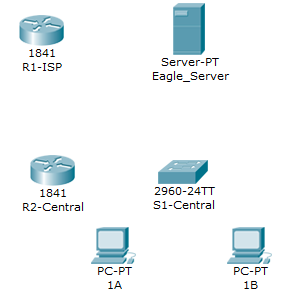 1841
R1-ISP
Server-PT
Eagle_Server
1841
R2-Central
2960-24TT
S1-Central
PC-PT
1A
PC-PT
1B